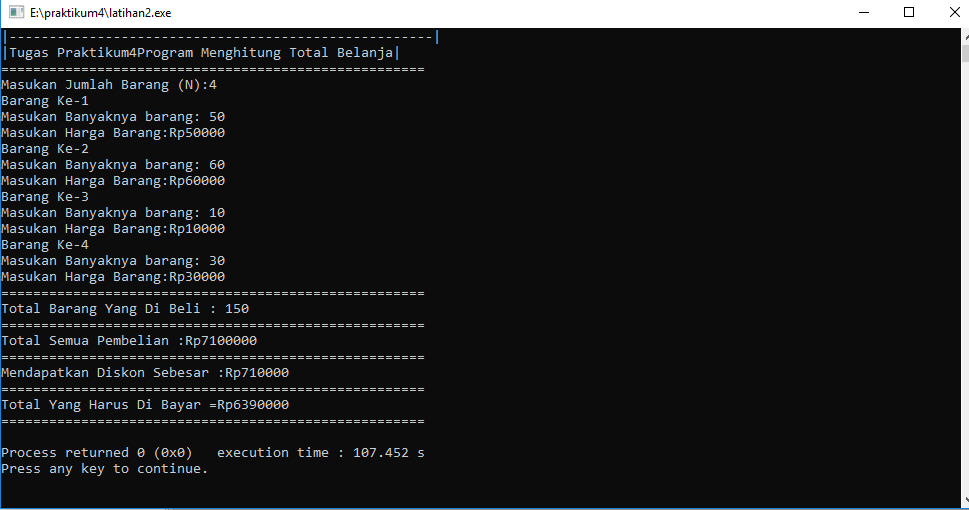 E:\praktikum4\latihan2.exe
|-----------------------------------------------------|
|Tugas Praktikum4Program Menghitung Total Belanja|
=====================================================
Masukan Jumlah Barang (N):4
Barang Ke-1
Masukan Banyaknya barang: 50
Masukan Harga Barang:Rp50000
Barang Ke-2
Masukan Banyaknya barang: 60
Masukan Harga Barang:Rp60000
Barang Ke-3
Masukan Banyaknya barang: 10
Masukan Harga Barang:Rp10000
Barang Ke-4
Masukan Banyaknya barang: 30
Masukan Harga Barang:Rp30000
=====================================================
Total Barang Yang Di Beli : 150
=====================================================
Total Semua Pembelian :Rp7100000
=====================================================
Mendapatkan Diskon Sebesar :Rp710000
=====================================================
Total Yang Harus Di Bayar =Rp6390000
=====================================================
Process returned 0 (0x0)   execution time : 107.452 s
Press any key to continue.